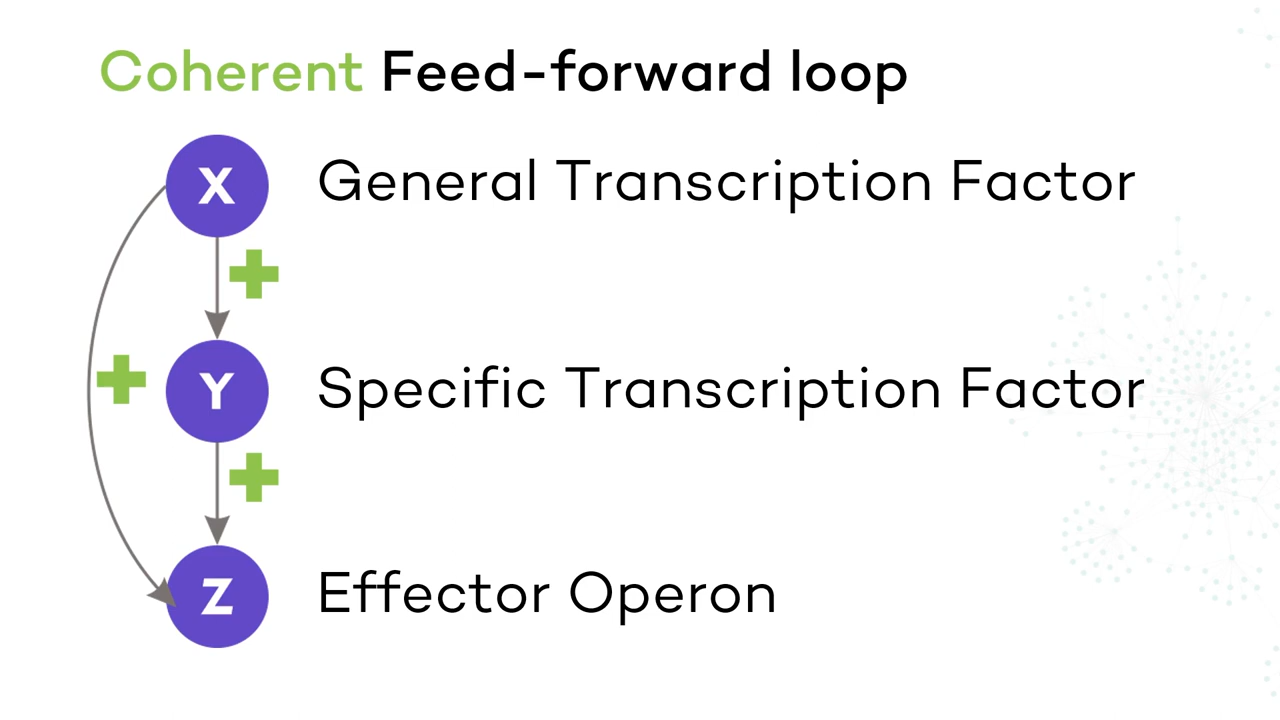 Coherent Feed-forward loop
X General Transcription Factor
Y Specific Transcription Factor
Z Effector Operon